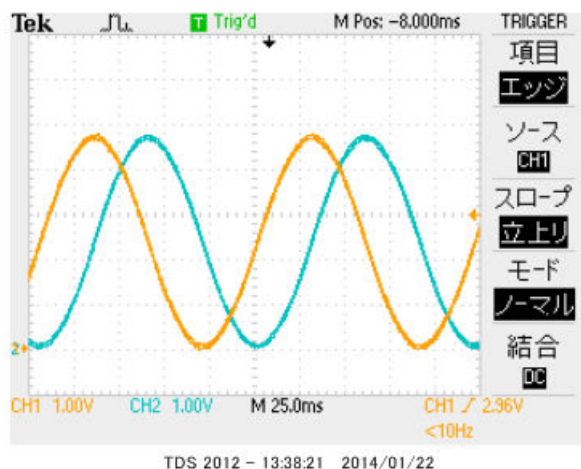 Tek T Trig'd M Pos: -8.000ms TRIGGER
項目
エッジ
ソース
CH1
スロープ
立上り
モード
ノーマル
結合
DC
2
CH1 1.00V CH2 1.00V M 25.0ms CH1 2.96V
<10Hz
TDS 2012 - 13:38:21 2014/01/22